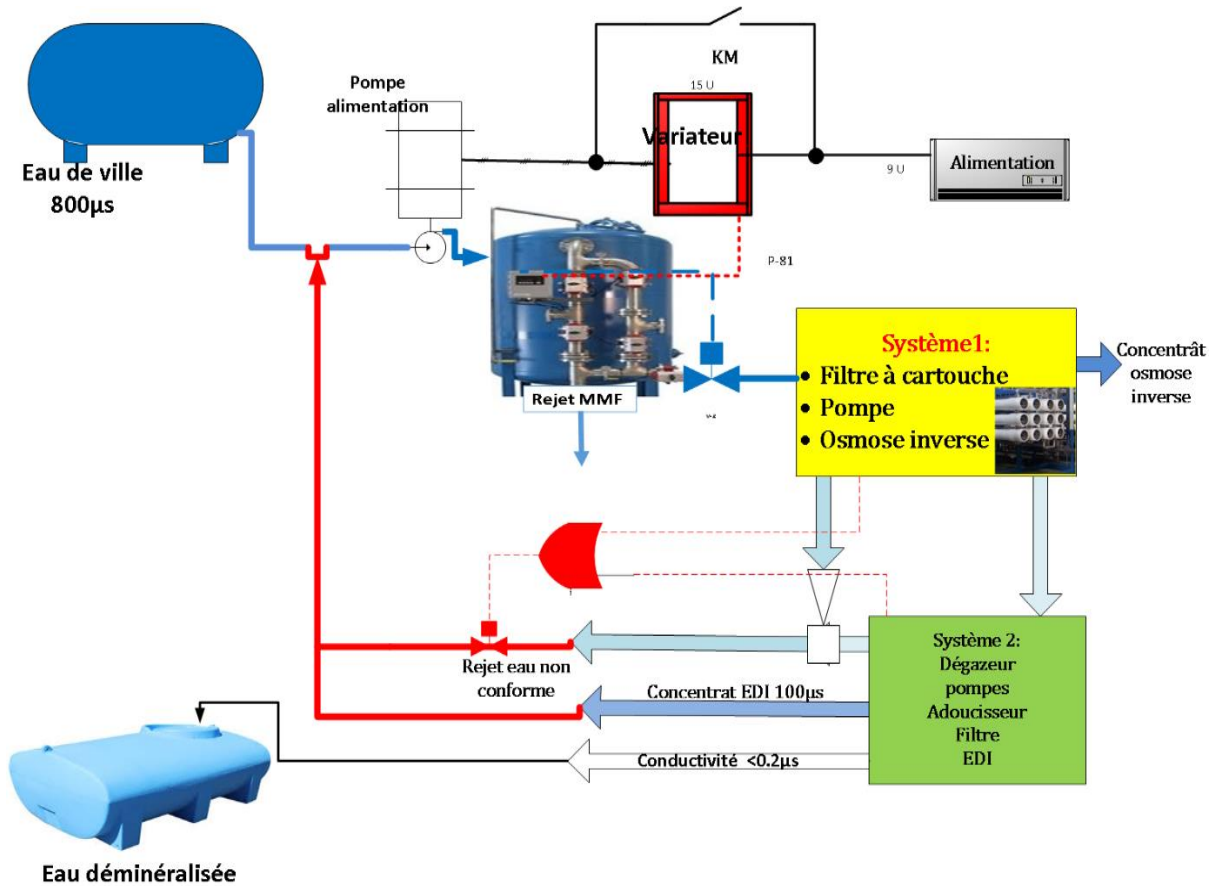 Eau de ville
800µs
Pompe
alimentation
KM
15 U
Variateur
9 U
Alimentation
P-81
Rejet MMF
Système1:
• Filtre à cartouche
• Pompe
• Osmose inverse
Concentrât
osmose
inverse
Rejet eau non
conforme
Concentrat EDI 100µs
Conductivité <0.2µs
Système 2:
Dégazeur
pompes
Adoucisseur
Filtre
EDI
Eau déminéralisée